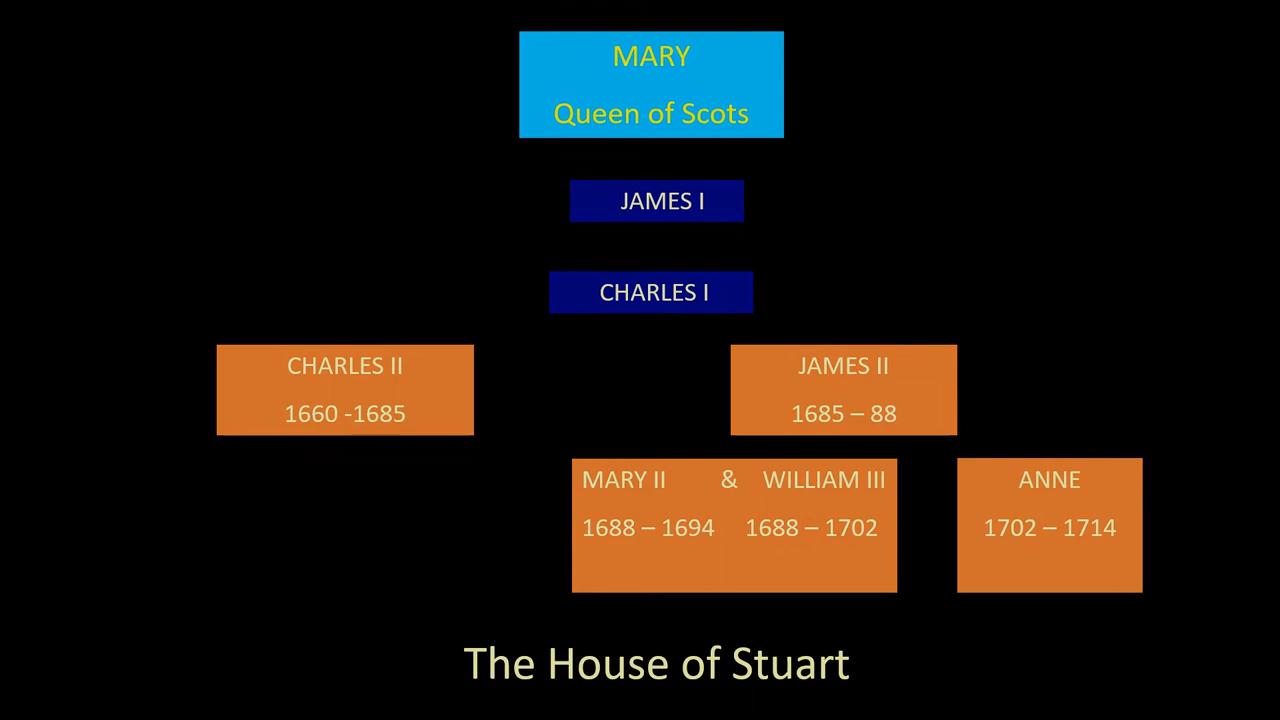 MARY
Queen of Scots
JAMES I
CHARLES I
CHARLES II
1660 -1685
JAMES II
1685 – 88
MARY II & WILLIAM III
1688 – 1694 1688 – 1702
ANNE
1702 – 1714
The House of Stuart